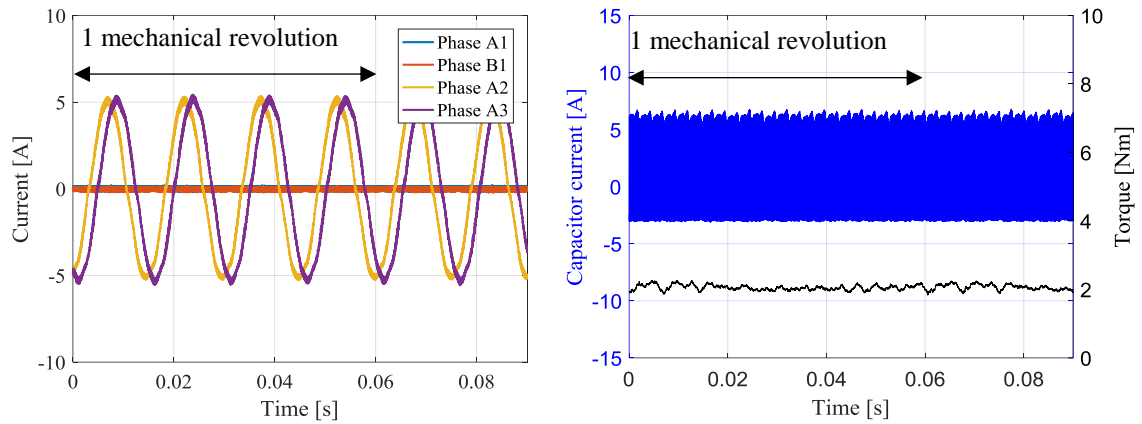 1 mechanical revolution
Phase A1
Phase B1
Phase A2
Phase A3
Current [A]
10
5
0
-5
-10
0
0.02
0.04
0.06
0.08
Time [s]
1 mechanical revolution
Capacitor current [A]
15
10
5
0
-5
-10
-15
0
0.02
0.04
0.06
0.08
Time [s]
10
8
6
4
2
0
Torque [Nm]